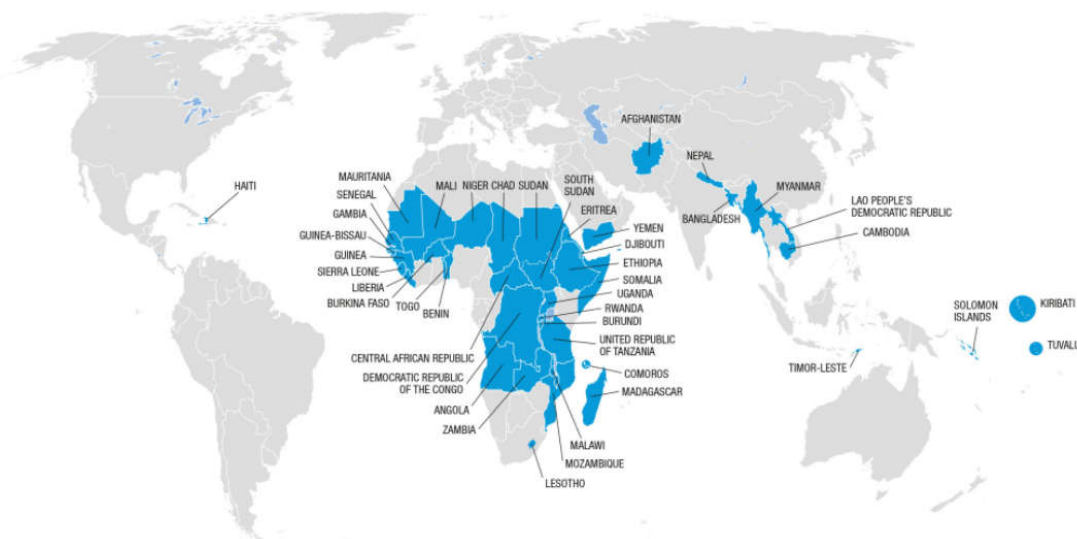 AFGHANISTAN
NEPAL
MYANMAR
BANGLADESH
LAO PEOPLE'S
DEMOCRATIC REPUBLIC
CAMBODIA
HAITI
MAURITANIA
SENEGAL
GAMBIA
GUINEA-BISSAU
GUINEA
SIERRA LEONE
LIBERIA
BURKINA FASO
TOGO
BENIN
MALI
NIGER
CHAD
SUDAN
SOUTH
SUDAN
ERITREA
YEMEN
DJIBOUTI
ETHIOPIA
SOMALIA
UGANDA
RWANDA
BURUNDI
UNITED REPUBLIC
OF TANZANIA
COMOROS
MADAGASCAR
CENTRAL AFRICAN REPUBLIC
DEMOCRATIC REPUBLIC
OF THE CONGO
ANGOLA
ZAMBIA
MALAWI
MOZAMBIQUE
LESOTHO
SOLOMON
ISLANDS
KIRIBATI
TUVALU
TIMOR-LESTE